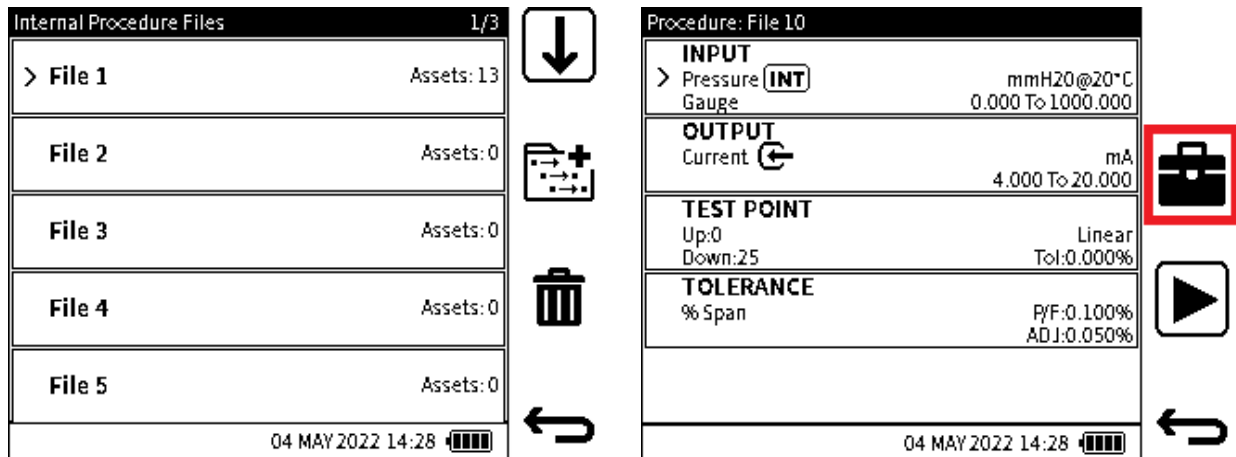 Internal Procedure Files 1/3
> File 1 Assets: 13
File 2 Assets: 0
File 3 Assets: 0
File 4 Assets: 0
File 5 Assets: 0
04 MAY 2022 14:28
Procedure: File 10
INPUT
> Pressure INT mmH20@20°C
Gauge 0.000 To 1000.000
OUTPUT
Current mA
4.000 To 20.000
TEST POINT
Up:0 Linear
Down:25 Tol:0.000%
TOLERANCE
% Span P/F:0.100%
ADJ:0.050%
04 MAY 2022 14:28